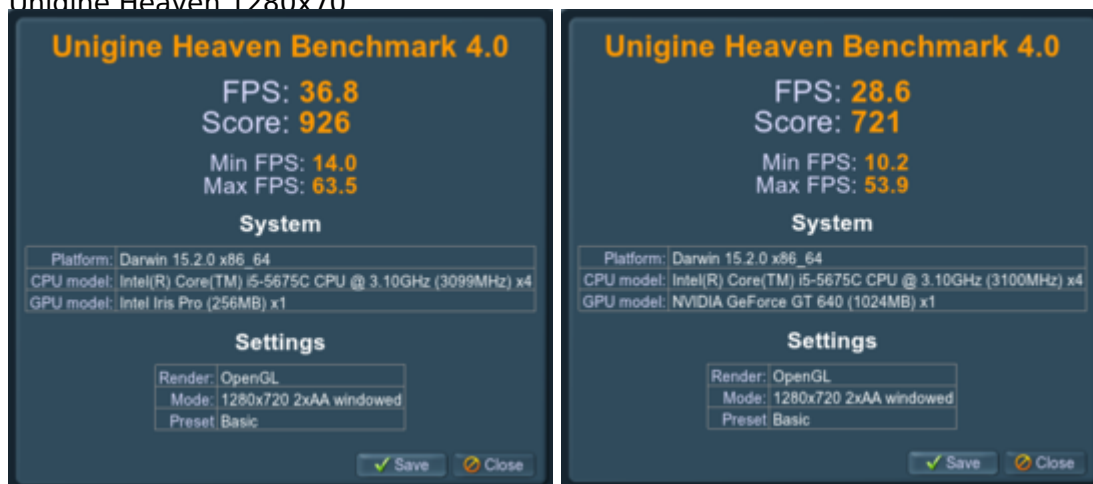 Unigine Heaven 1280x70
Unigine Heaven Benchmark 4.0
FPS: 36.8
Score: 926
Min FPS: 14.0
Max FPS: 63.5
System
Platform: Darwin 15.2.0 x86_64
CPU model: Intel(R) Core(TM) i5-5675C CPU @ 3.10GHz (3099MHz) x4
GPU model: Intel Iris Pro (256MB) x1
Settings
Render: OpenGL
Mode: 1280x720 2xAA windowed
Preset Basic
Save Close
Unigine Heaven Benchmark 4.0
FPS: 28.6
Score: 721
Min FPS: 10.2
Max FPS: 53.9
System
Platform: Darwin 15.2.0 x86_64
CPU model: Intel(R) Core(TM) i5-5675C CPU @ 3.10GHz (3100MHz) x4
GPU model: NVIDIA GeForce GT 640 (1024MB) x1
Settings
Render: OpenGL
Mode: 1280x720 2xAA windowed
Preset Basic
Save Close